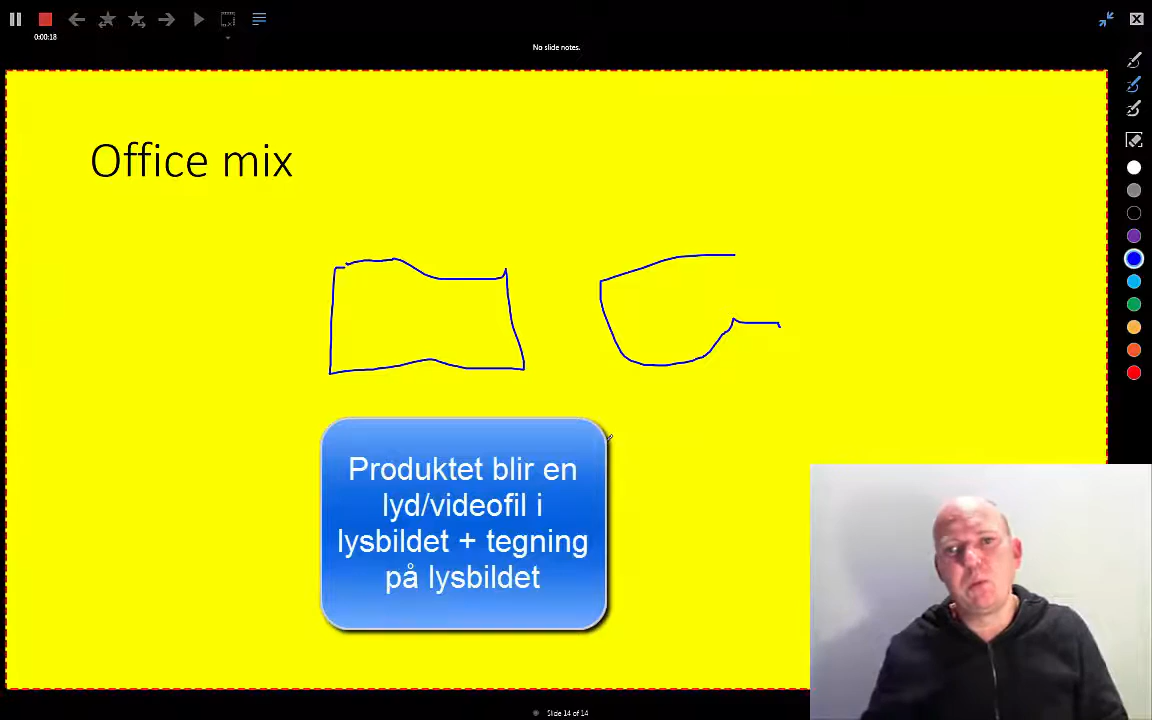 0:00:18
No slide notes.
Office mix
Produktet blir en
lyd/videofil i
lysbildet + tegning
på lysbildet
Slide 14 of 14